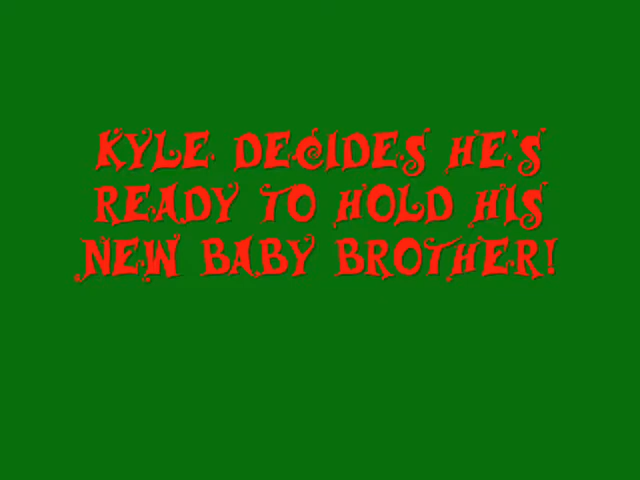 KYLE DECIDES HE'S
READY TO HOLD HIS
NEW BABY BROTHER!